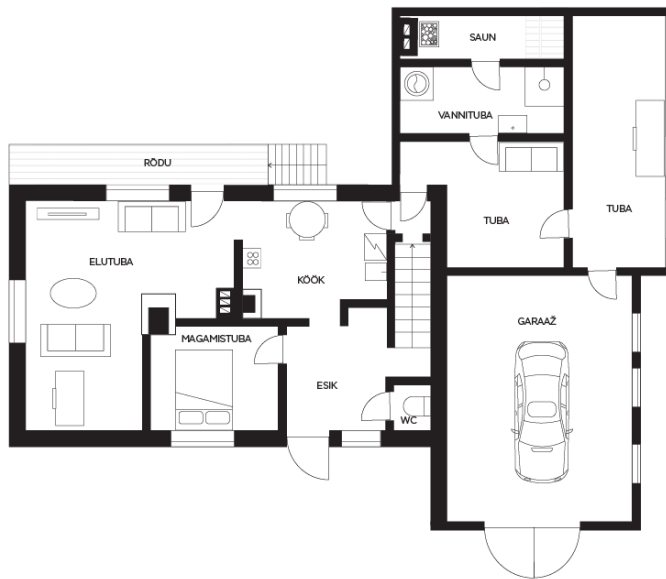 SAUN
VANNITUBA
RÕDU
TUBA
TUBA
ELUTUBA
KÖÖK
GARAAŽ
MAGAMISTUBA
ESIK
WC